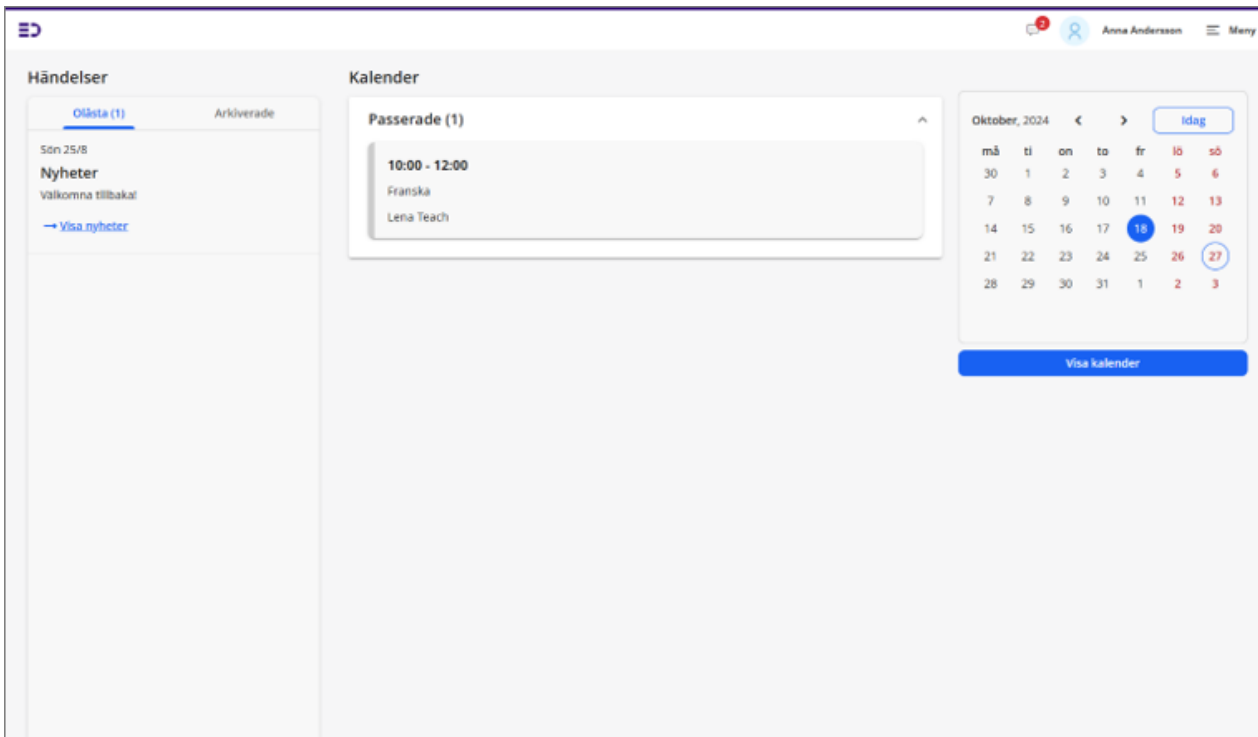 2
Anna Andersson
Meny
Händelser
Olästa (1) Arkiverade
Sön 25/8
Nyheter
Välkomna tillbaka!
→ Visa nyheter
Kalender
Passerade (1)
10:00 - 12:00
Franska
Lena Teach
Oktober, 2024 < > Idag
må ti on to fr lö sö
30 1 2 3 4 5 6
7 8 9 10 11 12 13
14 15 16 17 18 19 20
21 22 23 24 25 26 27
28 29 30 31 1 2 3
Visa kalender